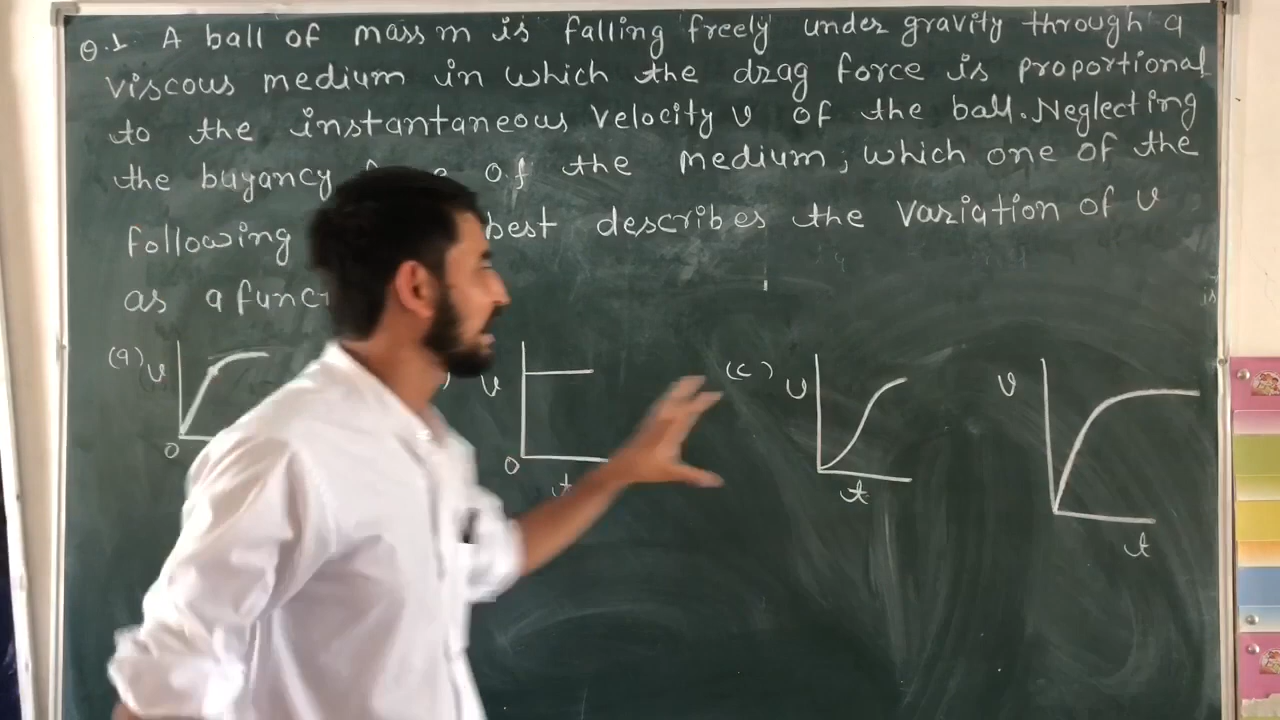 Q.1 A ball of mass m is falling freely under gravity through a
viscous medium in which the drag force is proportional
to the instantaneous velocity v of the ball. Neglecting
the buyancy of the medium, which one of the
following best describes the variation of v
as a func
(a) v
0
) v
0
t
(c) v
t
v
t